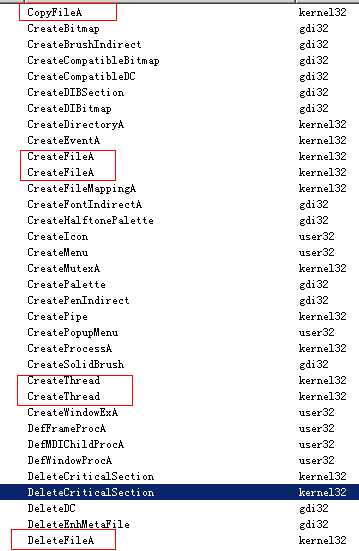 CopyFileA kernel32
CreateBitmap gdi32
CreateBrushIndirect gdi32
CreateCompatibleBitmap gdi32
CreateCompatibleDC gdi32
CreateDIBSection gdi32
CreateDIBitmap gdi32
CreateDirectoryA kernel32
CreateEventA kernel32
CreateFileA kernel32
CreateFileA kernel32
CreateFileMappingA kernel32
CreateFontIndirectA gdi32
CreateHalftonePalette gdi32
CreateIcon user32
CreateMenu user32
CreateMutexA kernel32
CreatePalette gdi32
CreatePenIndirect gdi32
CreatePipe kernel32
CreatePopupMenu user32
CreateProcessA kernel32
CreateSolidBrush gdi32
CreateThread kernel32
CreateThread kernel32
CreateWindowExA user32
DefFrameProcA user32
DefMDIChildProcA user32
DefWindowProcA user32
DeleteCriticalSection kernel32
DeleteCriticalSection kernel32
DeleteDC gdi32
DeleteEnhMetaFile gdi32
DeleteFileA kernel32